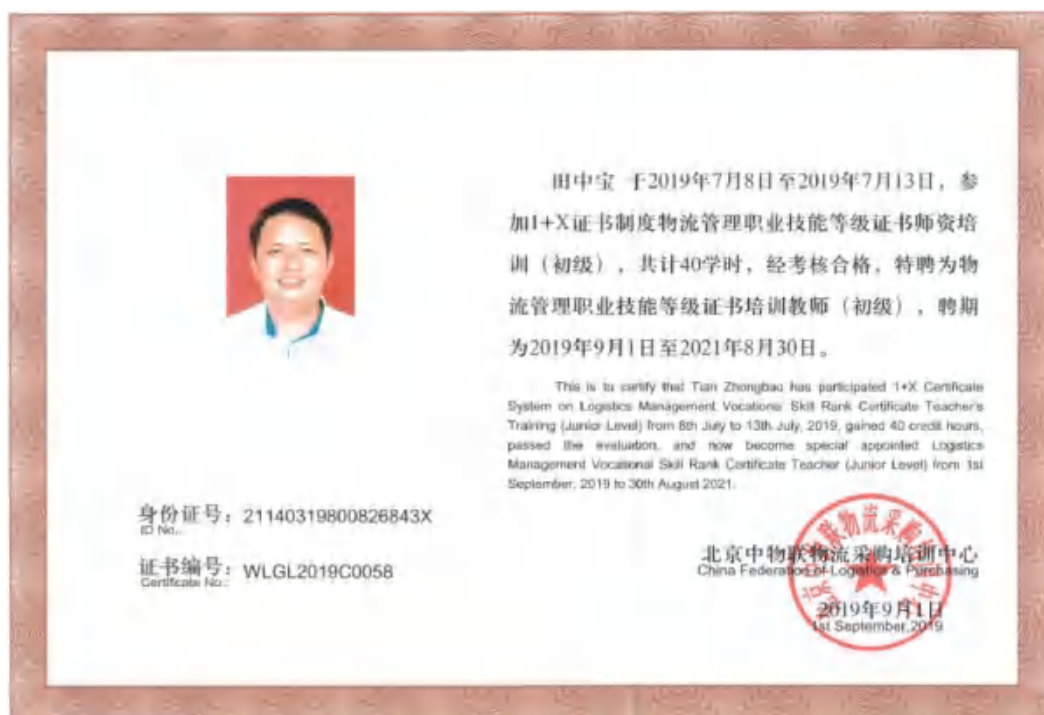 田中宝 于2019年7月8日至2019年7月13日，参
加1+X证书制度物流管理职业技能等级证书师资培
训（初级），共计40学时，经考核合格，特聘为物
流管理职业技能等级证书培训教师（初级），聘期
为2019年9月1日至2021年8月30日。
This is to certify that Tian Zhongbao has participated 1+X Certificate
System on Logistics Management Vocational Skill Rank Certificate Teacher's
Training (Junior Level) from 8th July to 13th July, 2019, gained 40 credit hours,
passed the evaluation, and now become special appointed Logistics
Management Vocational Skill Rank Certificate Teacher (Junior Level) from 1st
September, 2019 to 30th August 2021.
身份证号：21140319800826843X
ID No.:
证书编号：WLGL2019C0058
Certificate No.:
北京中物联物流采购培训中心
China Federation of Logistics & Purchasing
2019年9月1日
1st September,2019